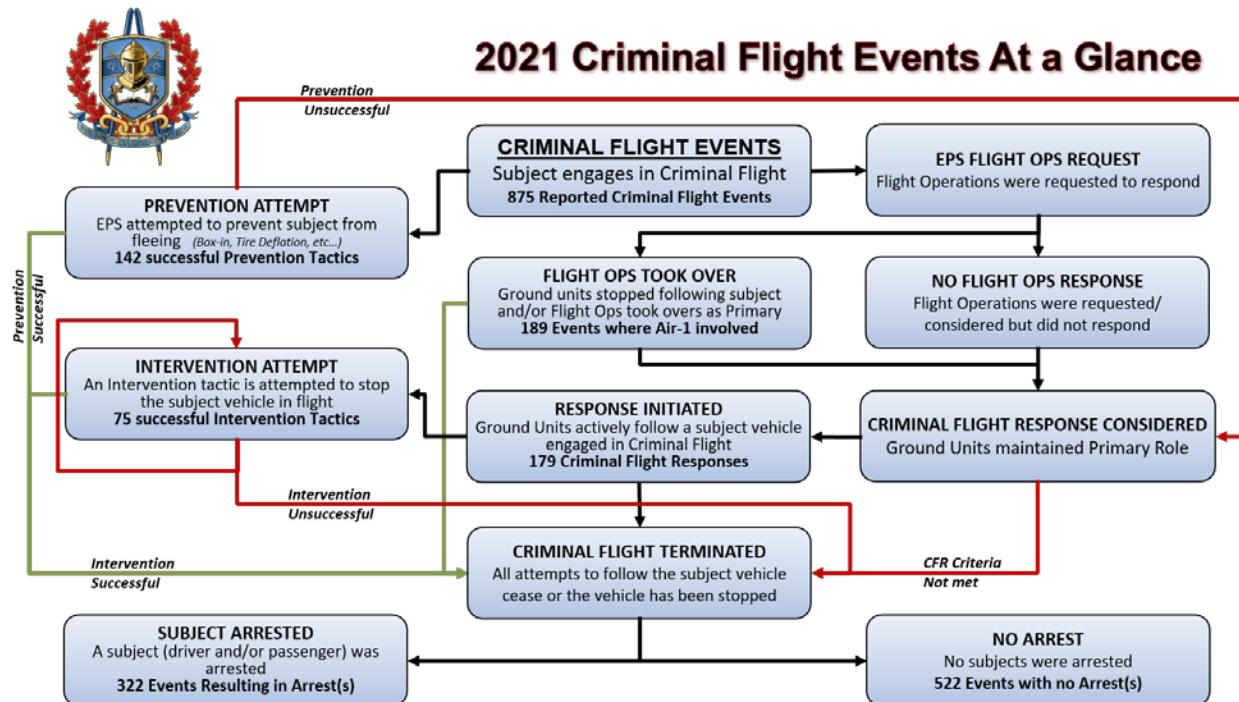 2021 Criminal Flight Events At a Glance
Prevention
Unsuccessful
CRIMINAL FLIGHT EVENTS
Subject engages in Criminal Flight
875 Reported Criminal Flight Events
EPS FLIGHT OPS REQUEST
Flight Operations were requested to respond
PREVENTION ATTEMPT
EPS attempted to prevent subject from
fleeing (Box-in, Tire Deflation, etc...)
142 successful Prevention Tactics
FLIGHT OPS TOOK OVER
Ground units stopped following subject
and/or Flight Ops took overs as Primary
189 Events where Air-1 involved
NO FLIGHT OPS RESPONSE
Flight Operations were requested/
considered but did not respond
Prevention
Successful
INTERVENTION ATTEMPT
An Intervention tactic is attempted to stop
the subject vehicle in flight
75 successful Intervention Tactics
RESPONSE INITIATED
Ground Units actively follow a subject vehicle
engaged in Criminal Flight
179 Criminal Flight Responses
CRIMINAL FLIGHT RESPONSE CONSIDERED
Ground Units maintained Primary Role
Intervention
Unsuccessful
Intervention
Successful
CRIMINAL FLIGHT TERMINATED
All attempts to follow the subject vehicle
cease or the vehicle has been stopped
CFR Criteria
Not met
SUBJECT ARRESTED
A subject (driver and/or passenger) was
arrested
322 Events Resulting in Arrest(s)
NO ARREST
No subjects were arrested
522 Events with no Arrest(s)